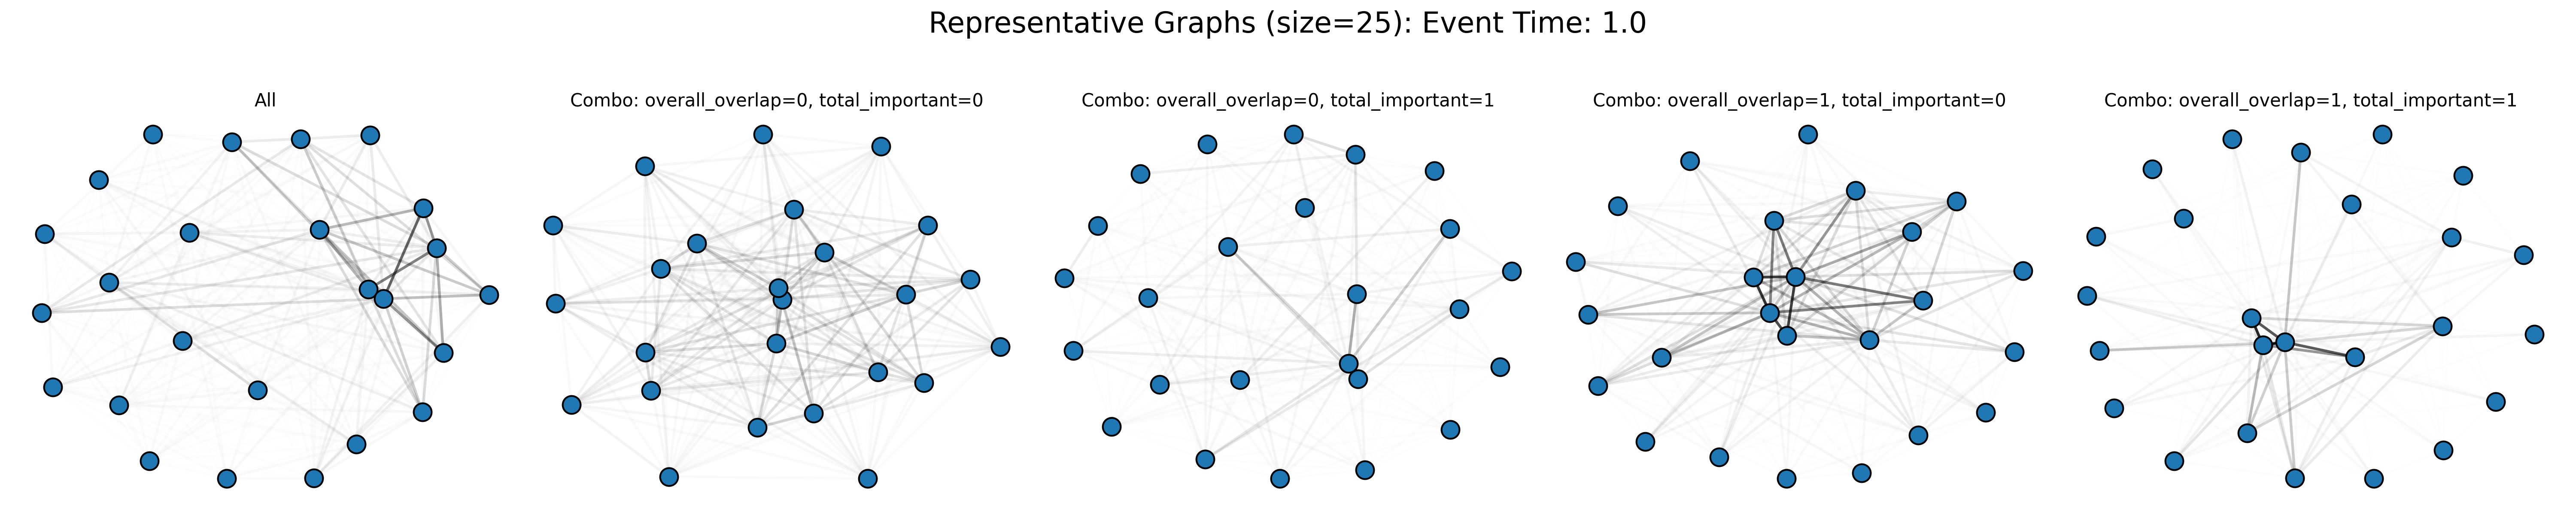 Representative Graphs (size=25): Event Time: 1.0
All
Combo: overall_overlap=0, total_important=0
Combo: overall_overlap=0, total_important=1
Combo: overall_overlap=1, total_important=0
Combo: overall_overlap=1, total_important=1